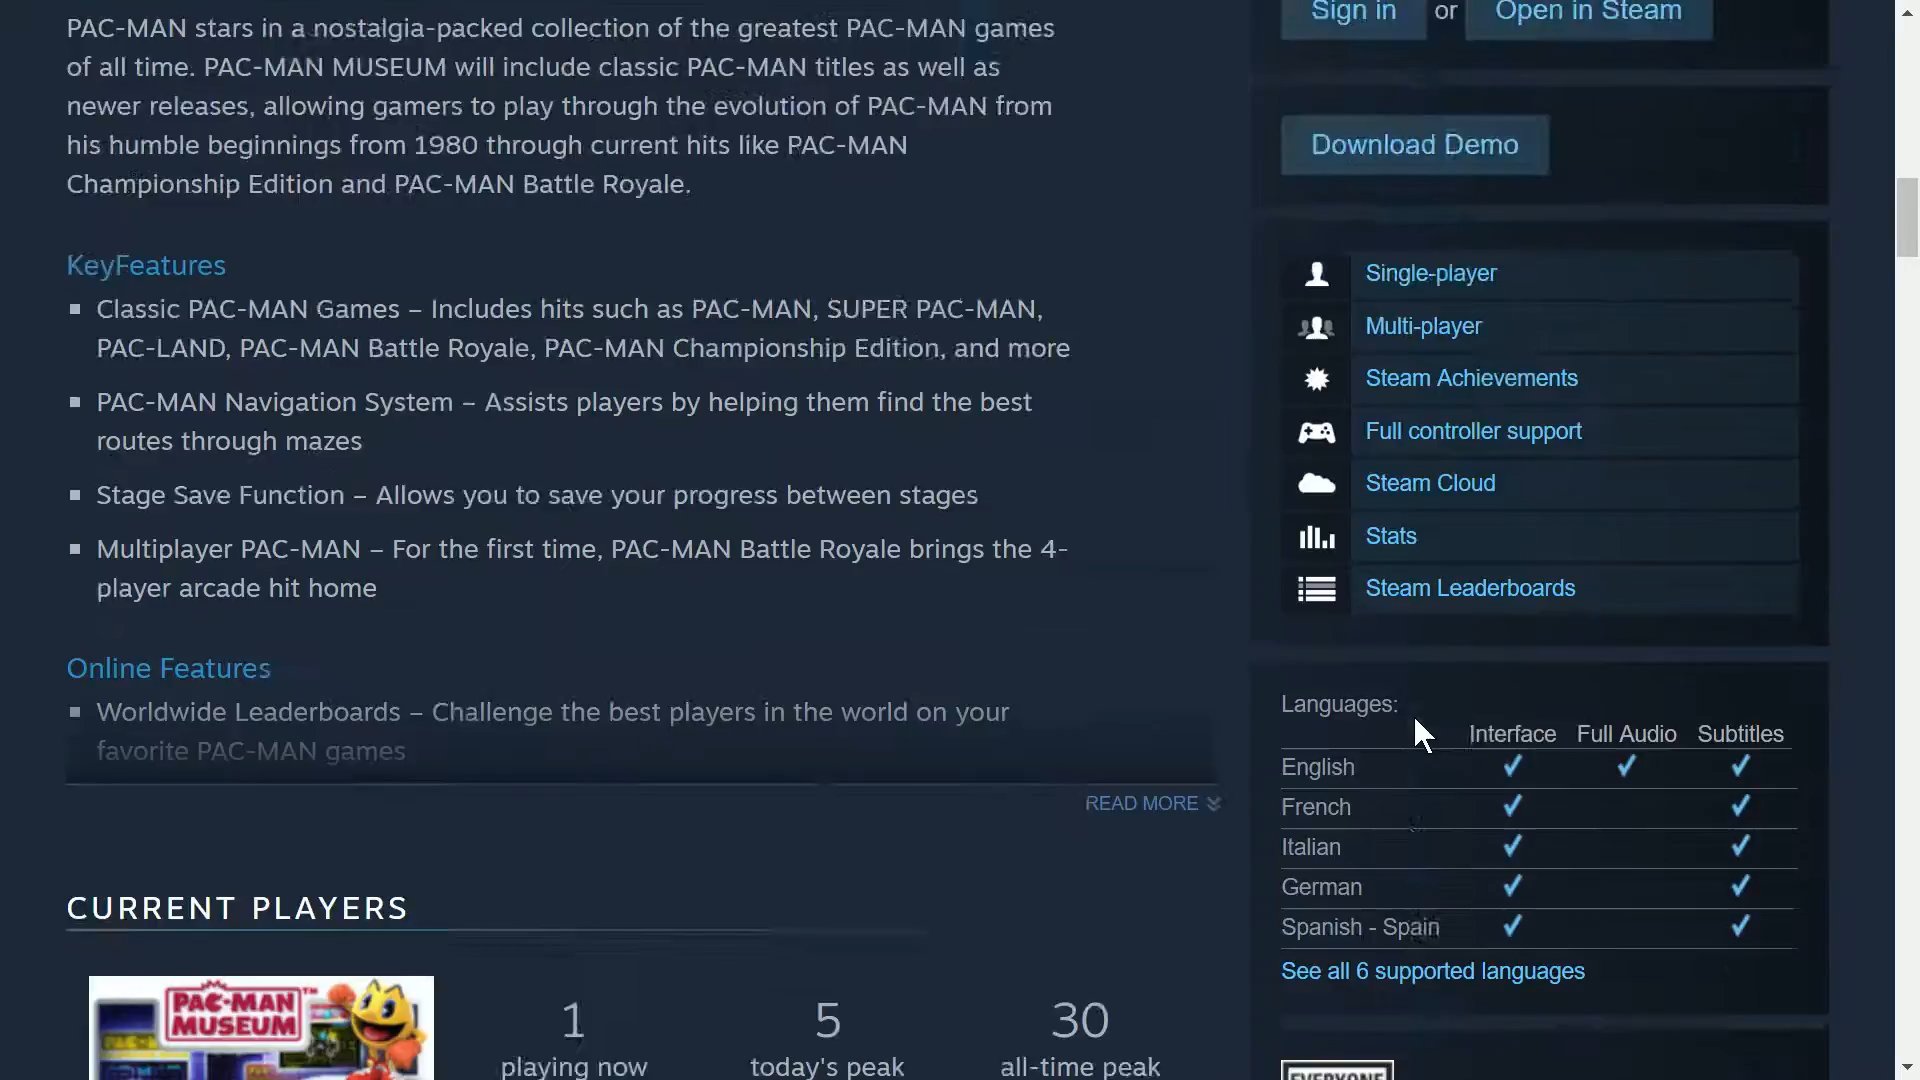 PAC-MAN stars in a nostalgia-packed collection of the greatest PAC-MAN games
of all time. PAC-MAN MUSEUM will include classic PAC-MAN titles as well as
newer releases, allowing gamers to play through the evolution of PAC-MAN from
his humble beginnings from 1980 through current hits like PAC-MAN
Championship Edition and PAC-MAN Battle Royale.
KeyFeatures
Classic PAC-MAN Games – Includes hits such as PAC-MAN, SUPER PAC-MAN,
PAC-LAND, PAC-MAN Battle Royale, PAC-MAN Championship Edition, and more
PAC-MAN Navigation System – Assists players by helping them find the best
routes through mazes
Stage Save Function – Allows you to save your progress between stages
Multiplayer PAC-MAN – For the first time, PAC-MAN Battle Royale brings the 4-
player arcade hit home
Online Features
Worldwide Leaderboards – Challenge the best players in the world on your
favorite PAC-MAN games
READ MORE
CURRENT PLAYERS
PAC-MAN™
MUSEUM
1
playing now
5
today's peak
30
all-time peak
Sign in or Open in Steam
Download Demo
Single-player
Multi-player
Steam Achievements
Full controller support
Steam Cloud
Stats
Steam Leaderboards
Languages:
Interface Full Audio Subtitles
English ✓ ✓ ✓
French ✓ ✓
Italian ✓ ✓
German ✓ ✓
Spanish - Spain ✓ ✓
See all 6 supported languages
EVERYONE